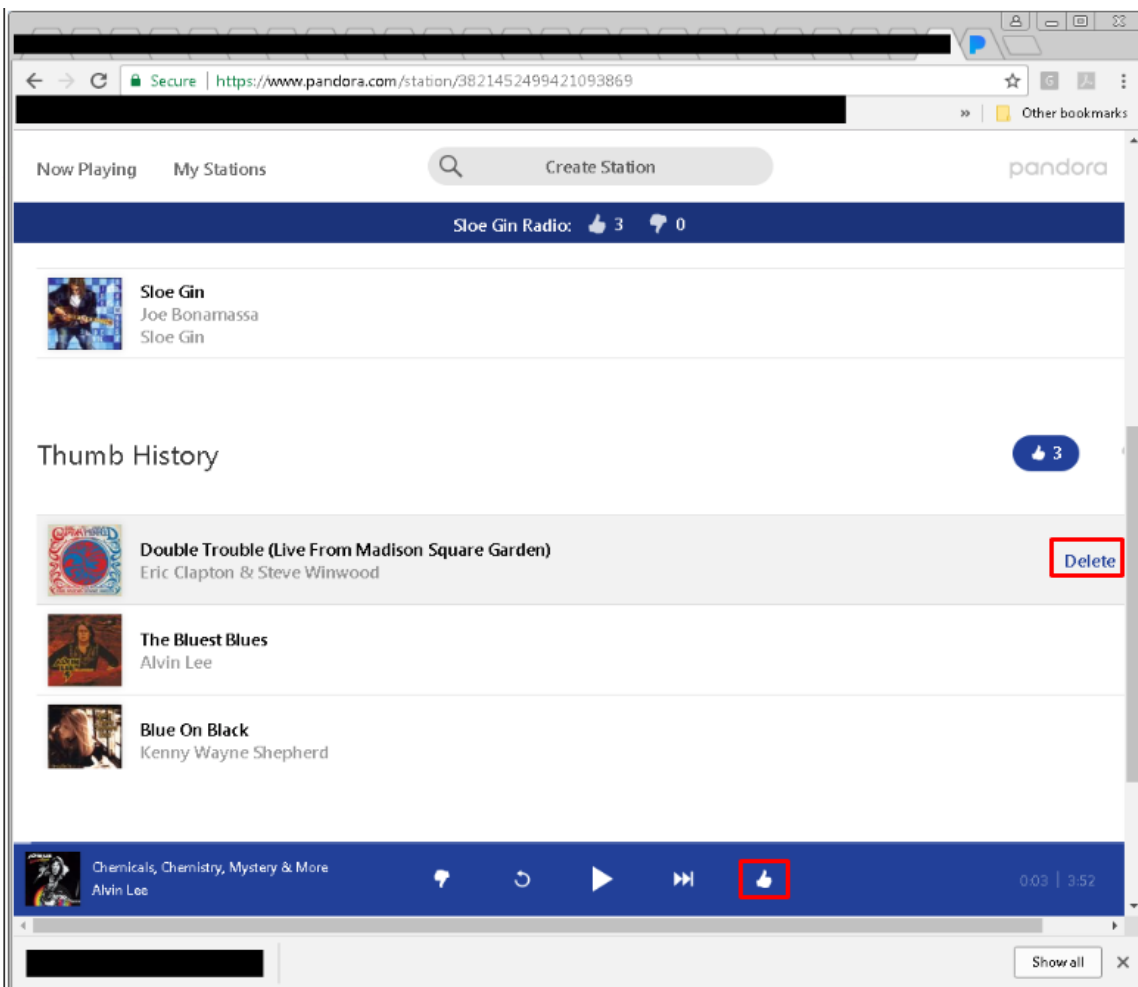 Secure | https://www.pandora.com/station/3821452499421093869
» Other bookmarks
Now Playing My Stations Create Station pandora
Sloe Gin Radio: 3 0
Sloe Gin
Joe Bonamassa
Sloe Gin
Thumb History 3
Double Trouble (Live From Madison Square Garden)
Eric Clapton & Steve Winwood
Delete
The Bluest Blues
Alvin Lee
Blue On Black
Kenny Wayne Shepherd
Chemicals, Chemistry, Mystery & More
Alvin Lee
0:03 | 3:52
Show all